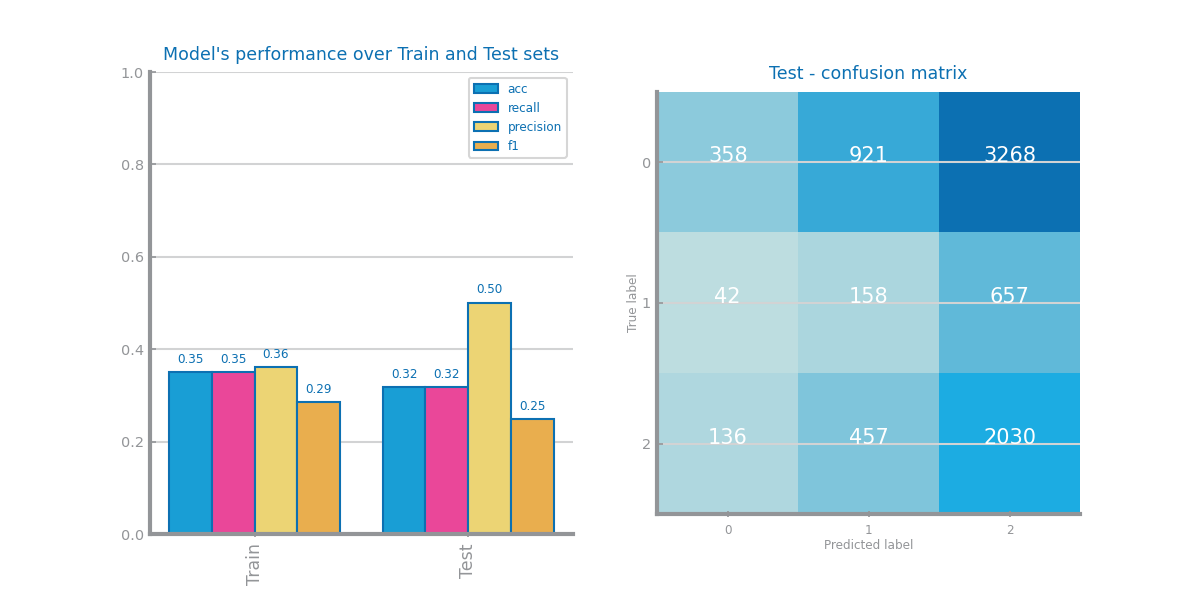 Model's performance over Train and Test sets
1.0
0.8
0.6
0.4
0.2
0.0
acc
recall
precision
f1
0.35
0.35
0.36
0.29
0.32
0.32
0.50
0.25
Train
Test
Test - confusion matrix
True label
0
1
2
358 921 3268
42 158 657
136 457 2030
0 1 2
Predicted label